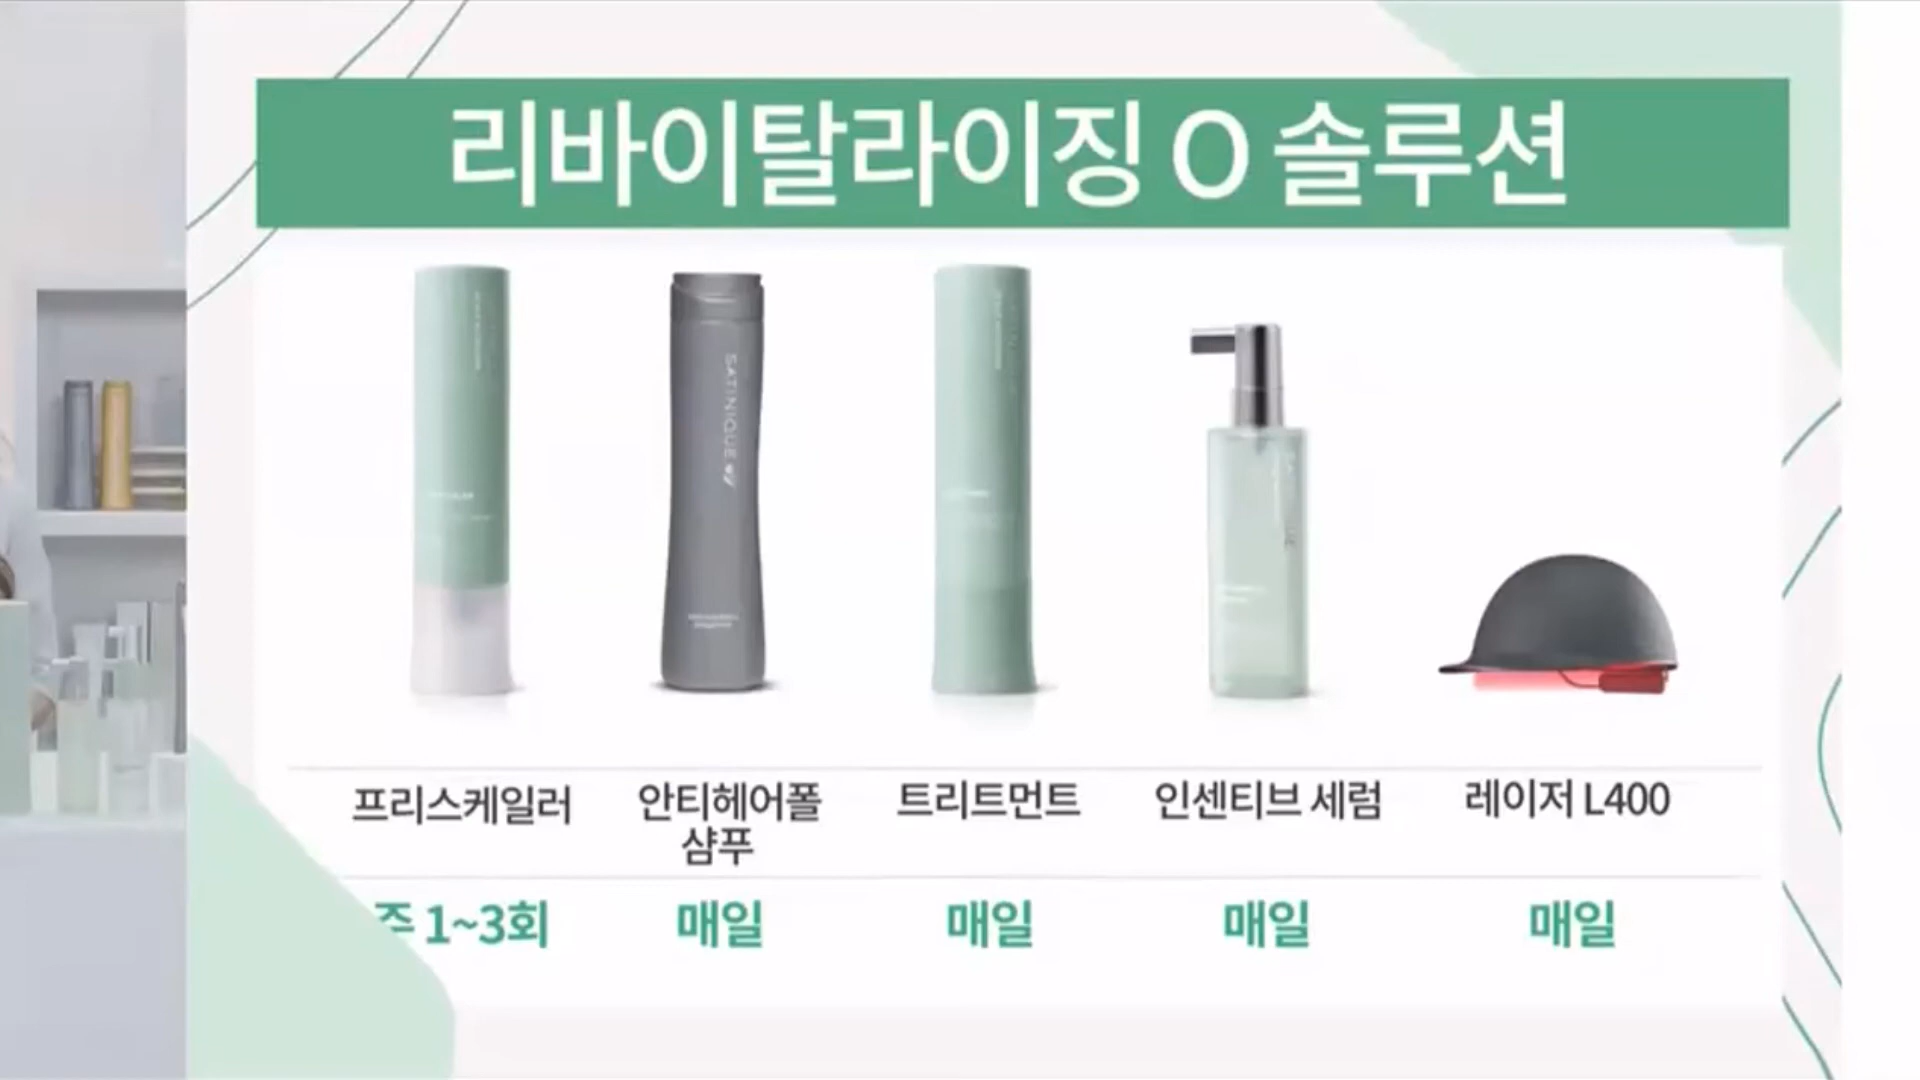 리바이탈라이징 O 솔루션
SATINIQUE
프리스케일러
안티헤어폴
샴푸
트리트먼트
인센티브 세럼
레이저 L400
주 1~3회
매일
매일
매일
매일